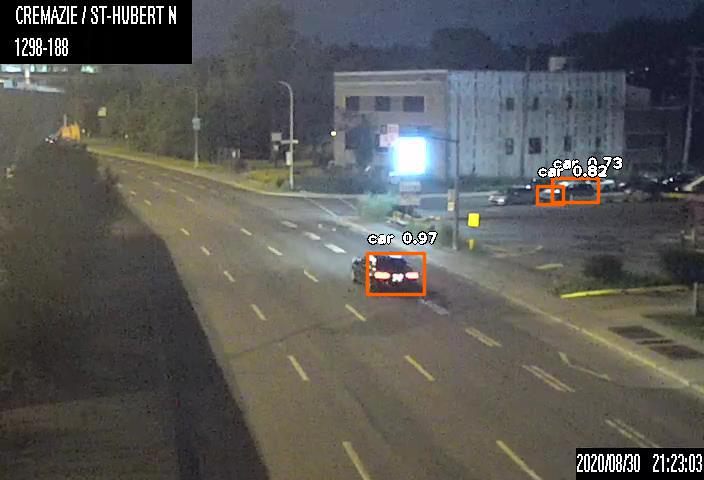 CREMAZIE / ST-HUBERT N
1298-188
car 0.73
car 0.82
car 0.97
2020/08/30 21:23:03